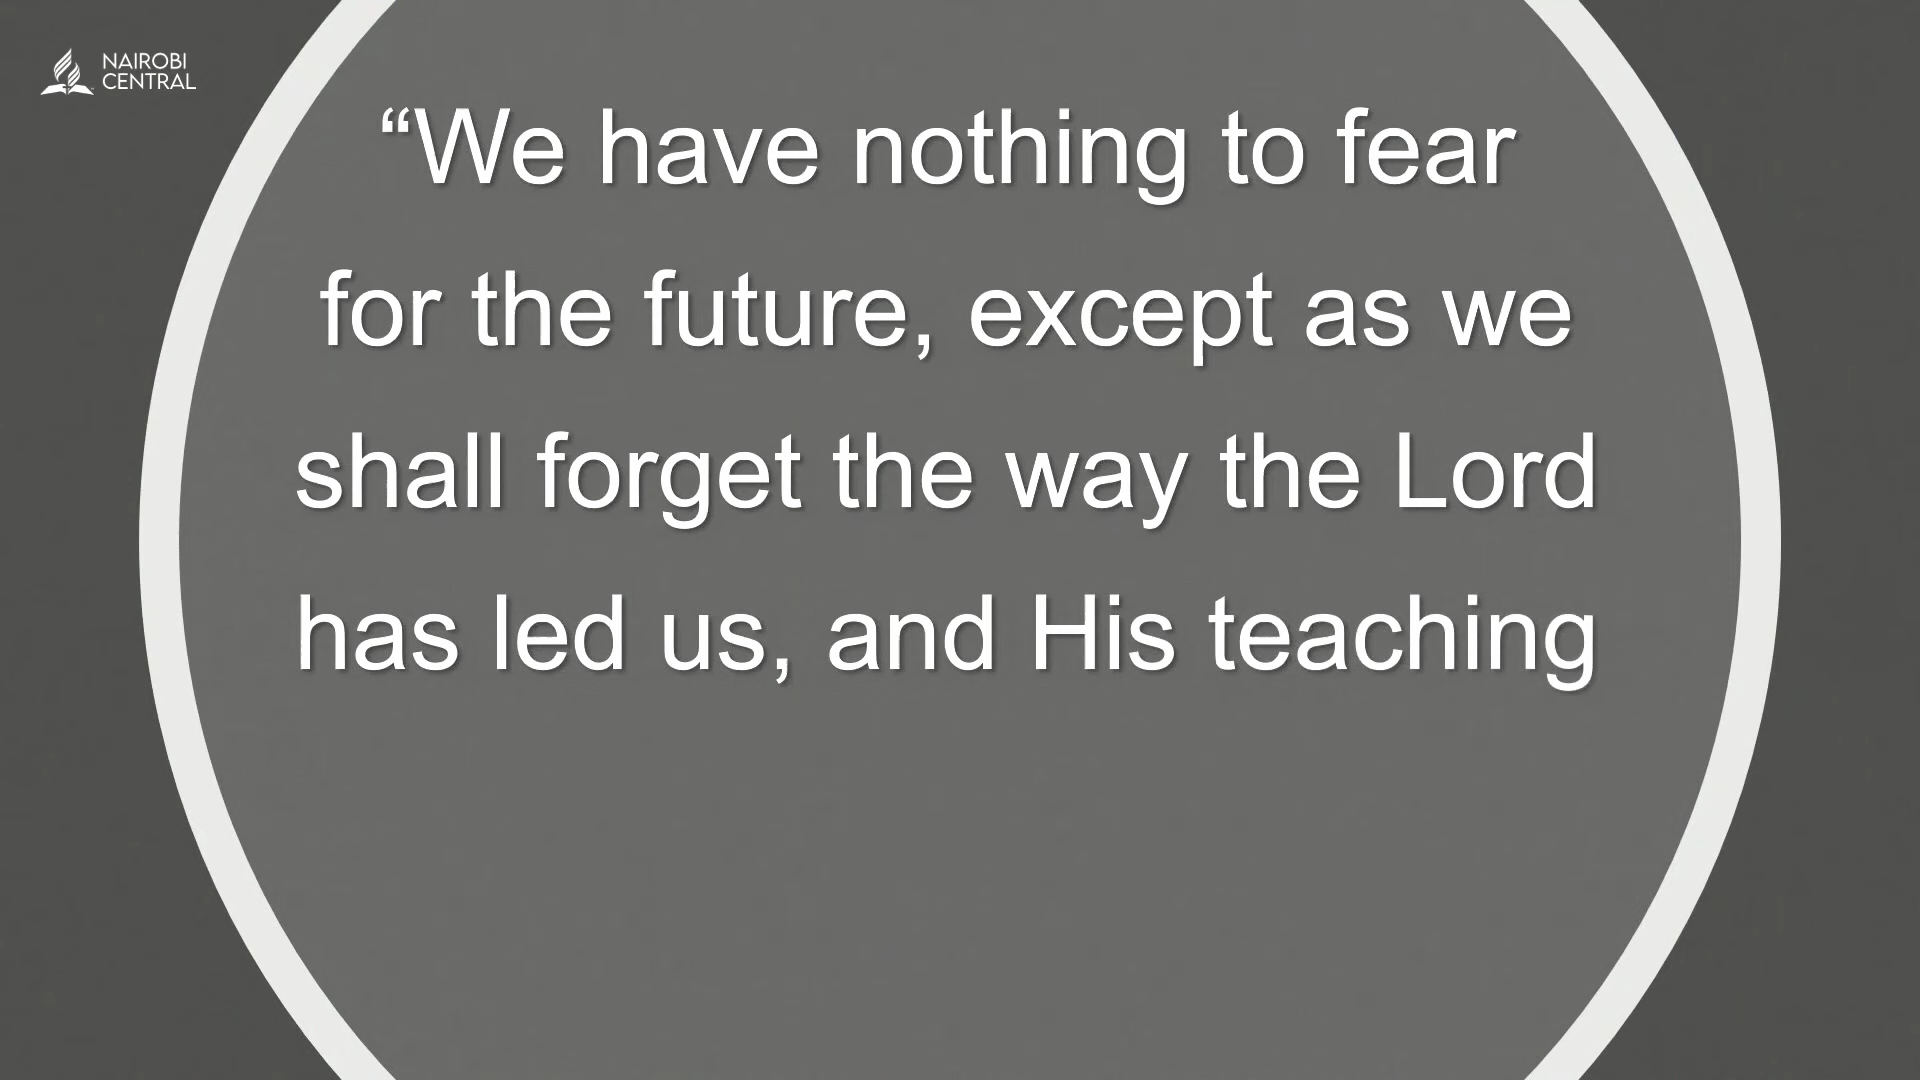 NAIROBI
CENTRAL
“We have nothing to fear
for the future, except as we
shall forget the way the Lord
has led us, and His teaching